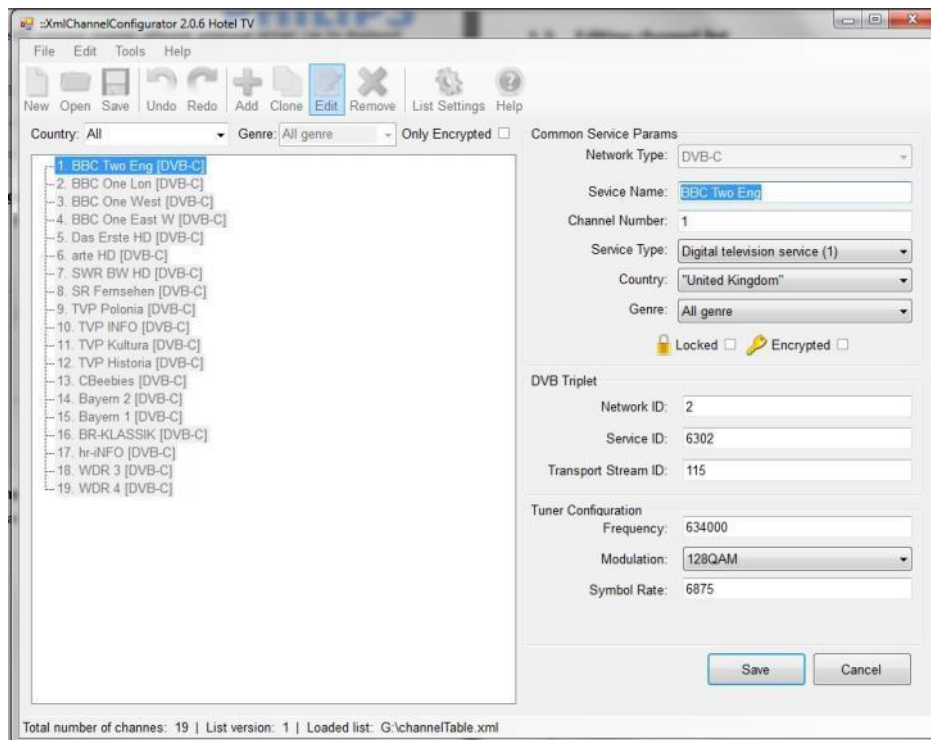 ::XmlChannelConfigurator 2.0.6 Hotel TV
File Edit Tools Help
New Open Save Undo Redo Add Clone Edit Remove List Settings Help
Country: All Genre: All genre Only Encrypted
1. BBC Two Eng [DVB-C]
2. BBC One Lon [DVB-C]
3. BBC One West [DVB-C]
4. BBC One East W [DVB-C]
5. Das Erste HD [DVB-C]
6. arte HD [DVB-C]
7. SWR BW HD [DVB-C]
8. SR Fernsehen [DVB-C]
9. TVP Polonia [DVB-C]
10. TVP INFO [DVB-C]
11. TVP Kultura [DVB-C]
12. TVP Historia [DVB-C]
13. CBeebies [DVB-C]
14. Bayern 2 [DVB-C]
15. Bayern 1 [DVB-C]
16. BR-KLASSIK [DVB-C]
17. hr-iNFO [DVB-C]
18. WDR 3 [DVB-C]
19. WDR 4 [DVB-C]
Common Service Params
Network Type: DVB-C
Sevice Name: BBC Two Eng
Channel Number: 1
Service Type: Digital television service (1)
Country: "United Kingdom"
Genre: All genre
Locked Encrypted
DVB Triplet
Network ID: 2
Service ID: 6302
Transport Stream ID: 115
Tuner Configuration
Frequency: 634000
Modulation: 128QAM
Symbol Rate: 6875
Save Cancel
Total number of channes: 19 | List version: 1 | Loaded list: G:\channelTable.xml